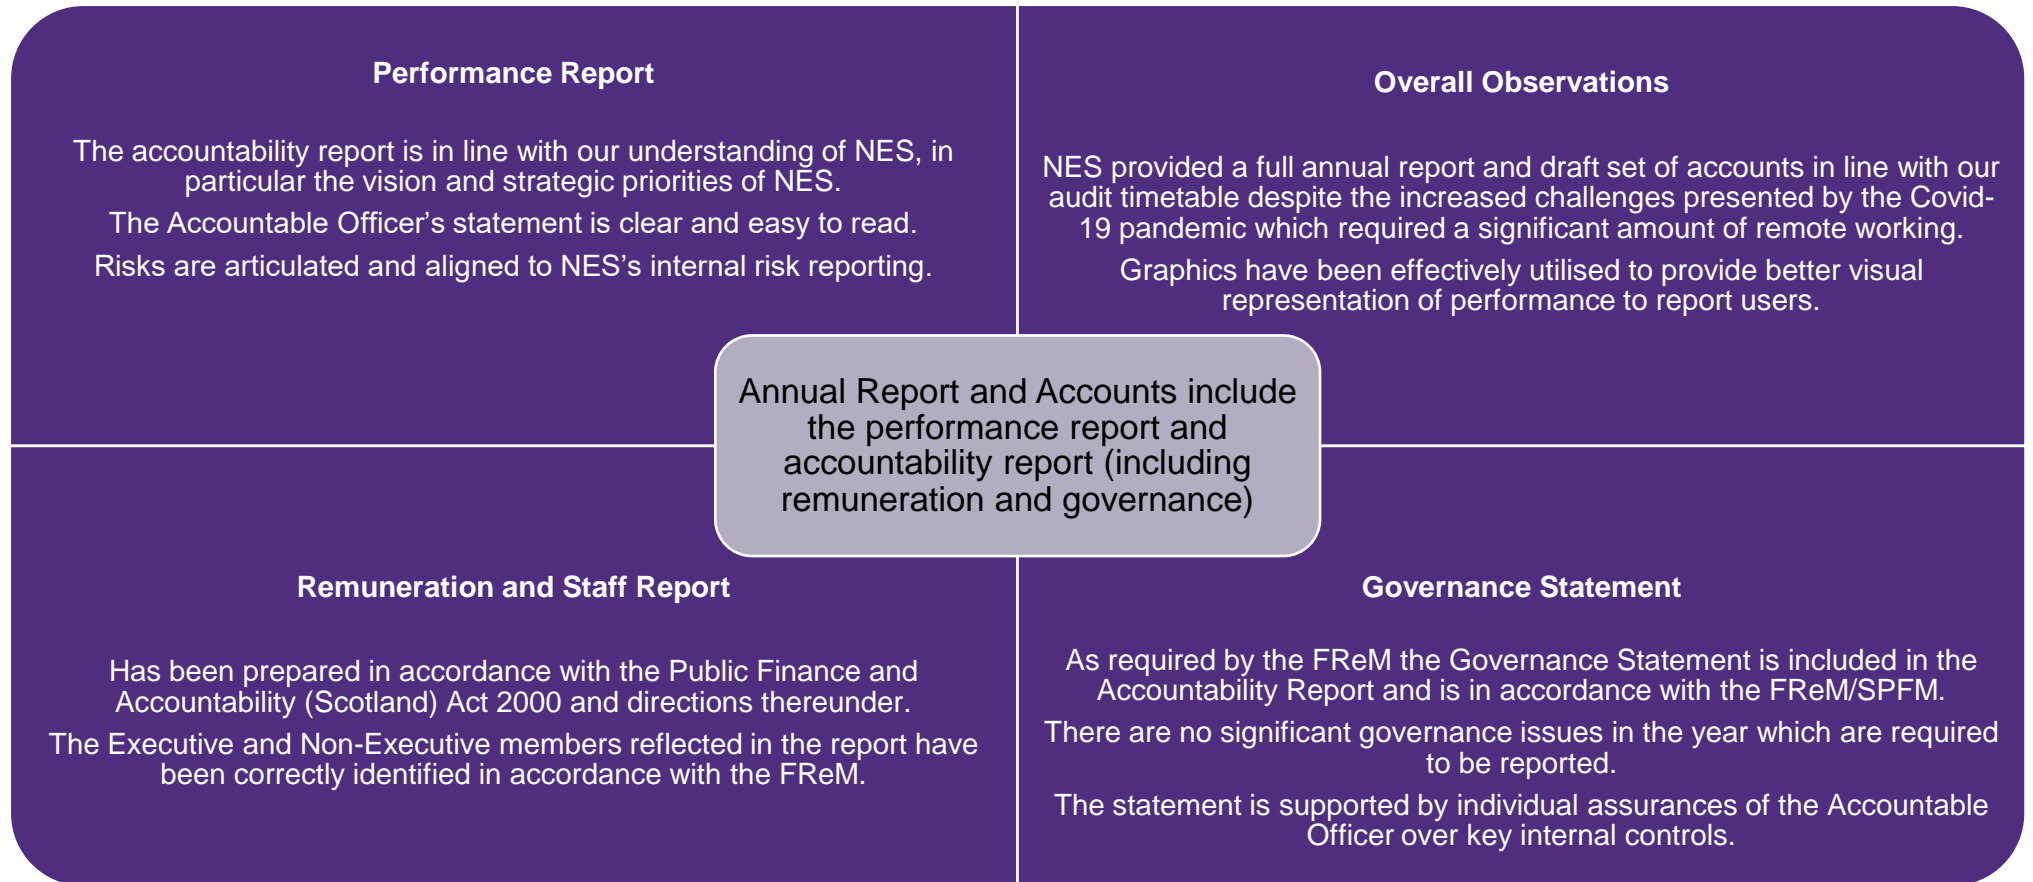 Performance Report
The accountability report is in line with our understanding of NES, in
particular the vision and strategic priorities of NES.
The Accountable Officer’s statement is clear and easy to read.
Risks are articulated and aligned to NES’s internal risk reporting.
Overall Observations
NES provided a full annual report and draft set of accounts in line with our
audit timetable despite the increased challenges presented by the Covid-
19 pandemic which required a significant amount of remote working.
Graphics have been effectively utilised to provide better visual
representation of performance to report users.
Annual Report and Accounts include
the performance report and
accountability report (including
remuneration and governance)
Remuneration and Staff Report
Has been prepared in accordance with the Public Finance and
Accountability (Scotland) Act 2000 and directions thereunder.
The Executive and Non-Executive members reflected in the report have
been correctly identified in accordance with the FReM.
Governance Statement
As required by the FReM the Governance Statement is included in the
Accountability Report and is in accordance with the FReM/SPFM.
There are no significant governance issues in the year which are required
to be reported.
The statement is supported by individual assurances of the Accountable
Officer over key internal controls.